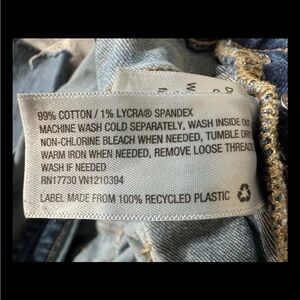 99% COTTON / 1% LYCRA® SPANDEX
MACHINE WASH COLD SEPARATELY, WASH INSIDE OUT
NON-CHLORINE BLEACH WHEN NEEDED, TUMBLE DRY
WARM IRON WHEN NEEDED, REMOVE LOOSE THREADS
WASH IF NEEDED
RN17730 VN1210394
LABEL MADE FROM 100% RECYCLED PLASTIC